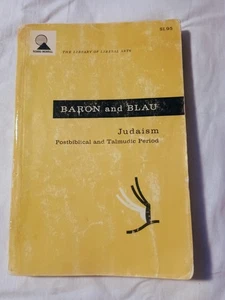 THE LIBRARY OF LIBERAL ARTS
$1.95
BARON and BLAU
Judaism
Postbiblical and Talmudic Period